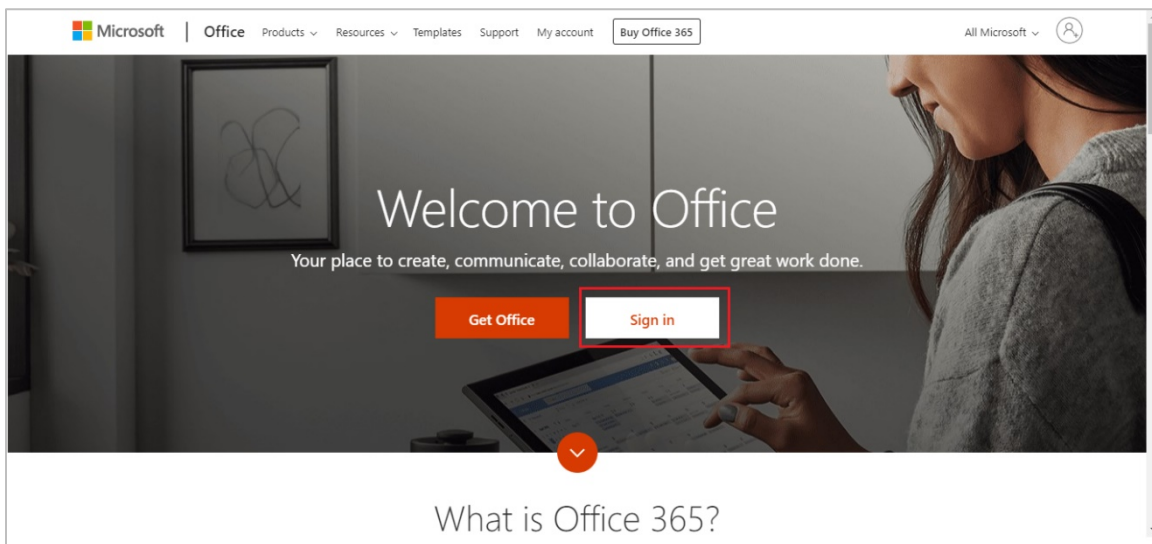 Microsoft Office Products Resources Templates Support My account Buy Office 365 All Microsoft
Welcome to Office
Your place to create, communicate, collaborate, and get great work done.
Get Office Sign in
What is Office 365?